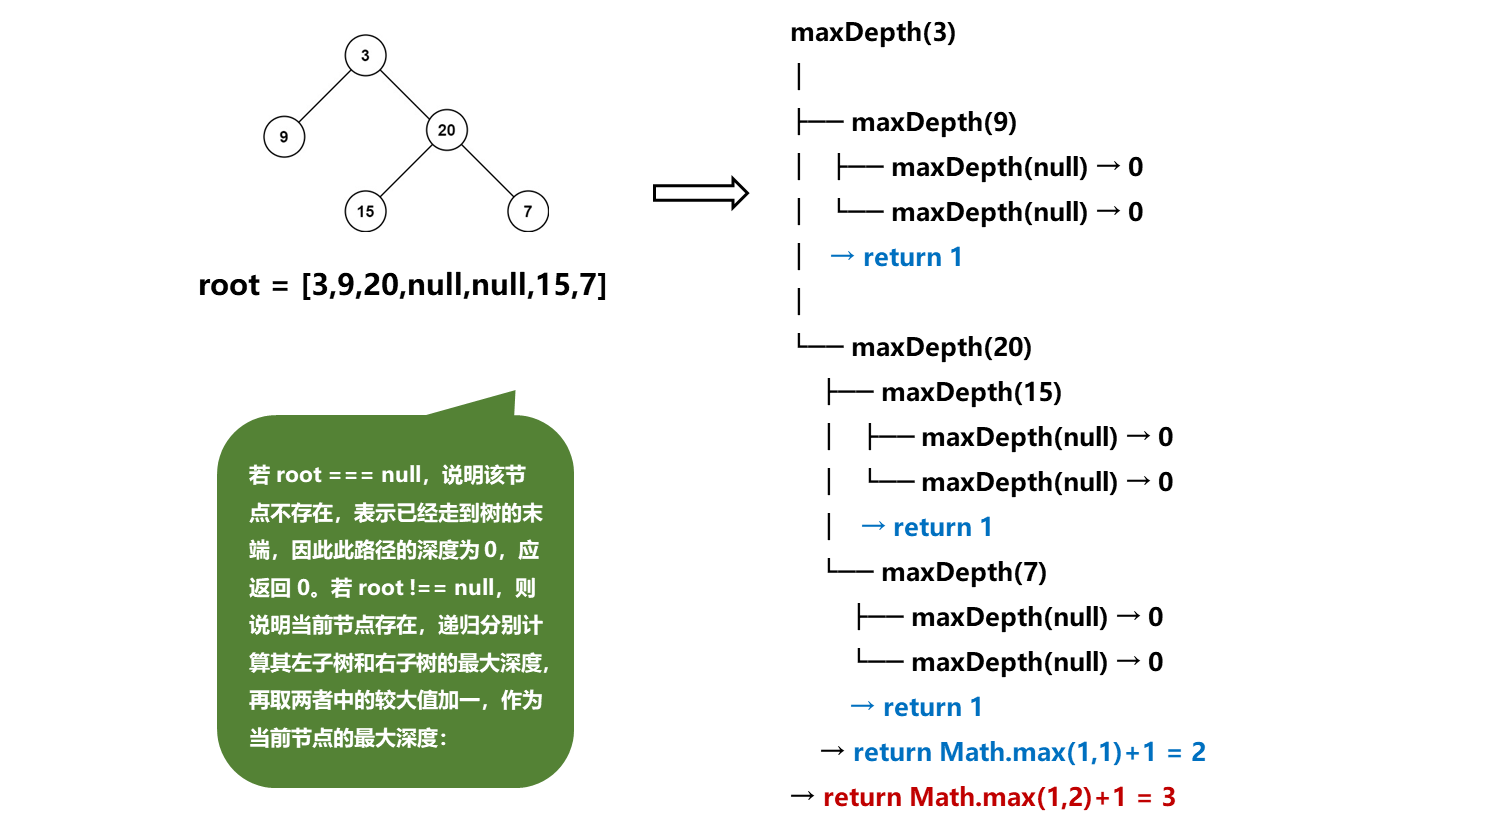 3
9
20
15
7
root = [3,9,20,null,null,15,7]
若 root === null，说明该节
点不存在，表示已经走到树的末
端，因此此路径的深度为 0，应
返回 0。若 root !== null，则
说明当前节点存在，递归分别计
算其左子树和右子树的最大深度，
再取两者中的较大值加一，作为
当前节点的最大深度：
maxDepth(3)
│
├── maxDepth(9)
│   ├── maxDepth(null) → 0
│   └── maxDepth(null) → 0
│   → return 1
│
└── maxDepth(20)
    ├── maxDepth(15)
    │   ├── maxDepth(null) → 0
    │   └── maxDepth(null) → 0
    │   → return 1
    └── maxDepth(7)
        ├── maxDepth(null) → 0
        └── maxDepth(null) → 0
        → return 1
    → return Math.max(1,1)+1 = 2
→ return Math.max(1,2)+1 = 3